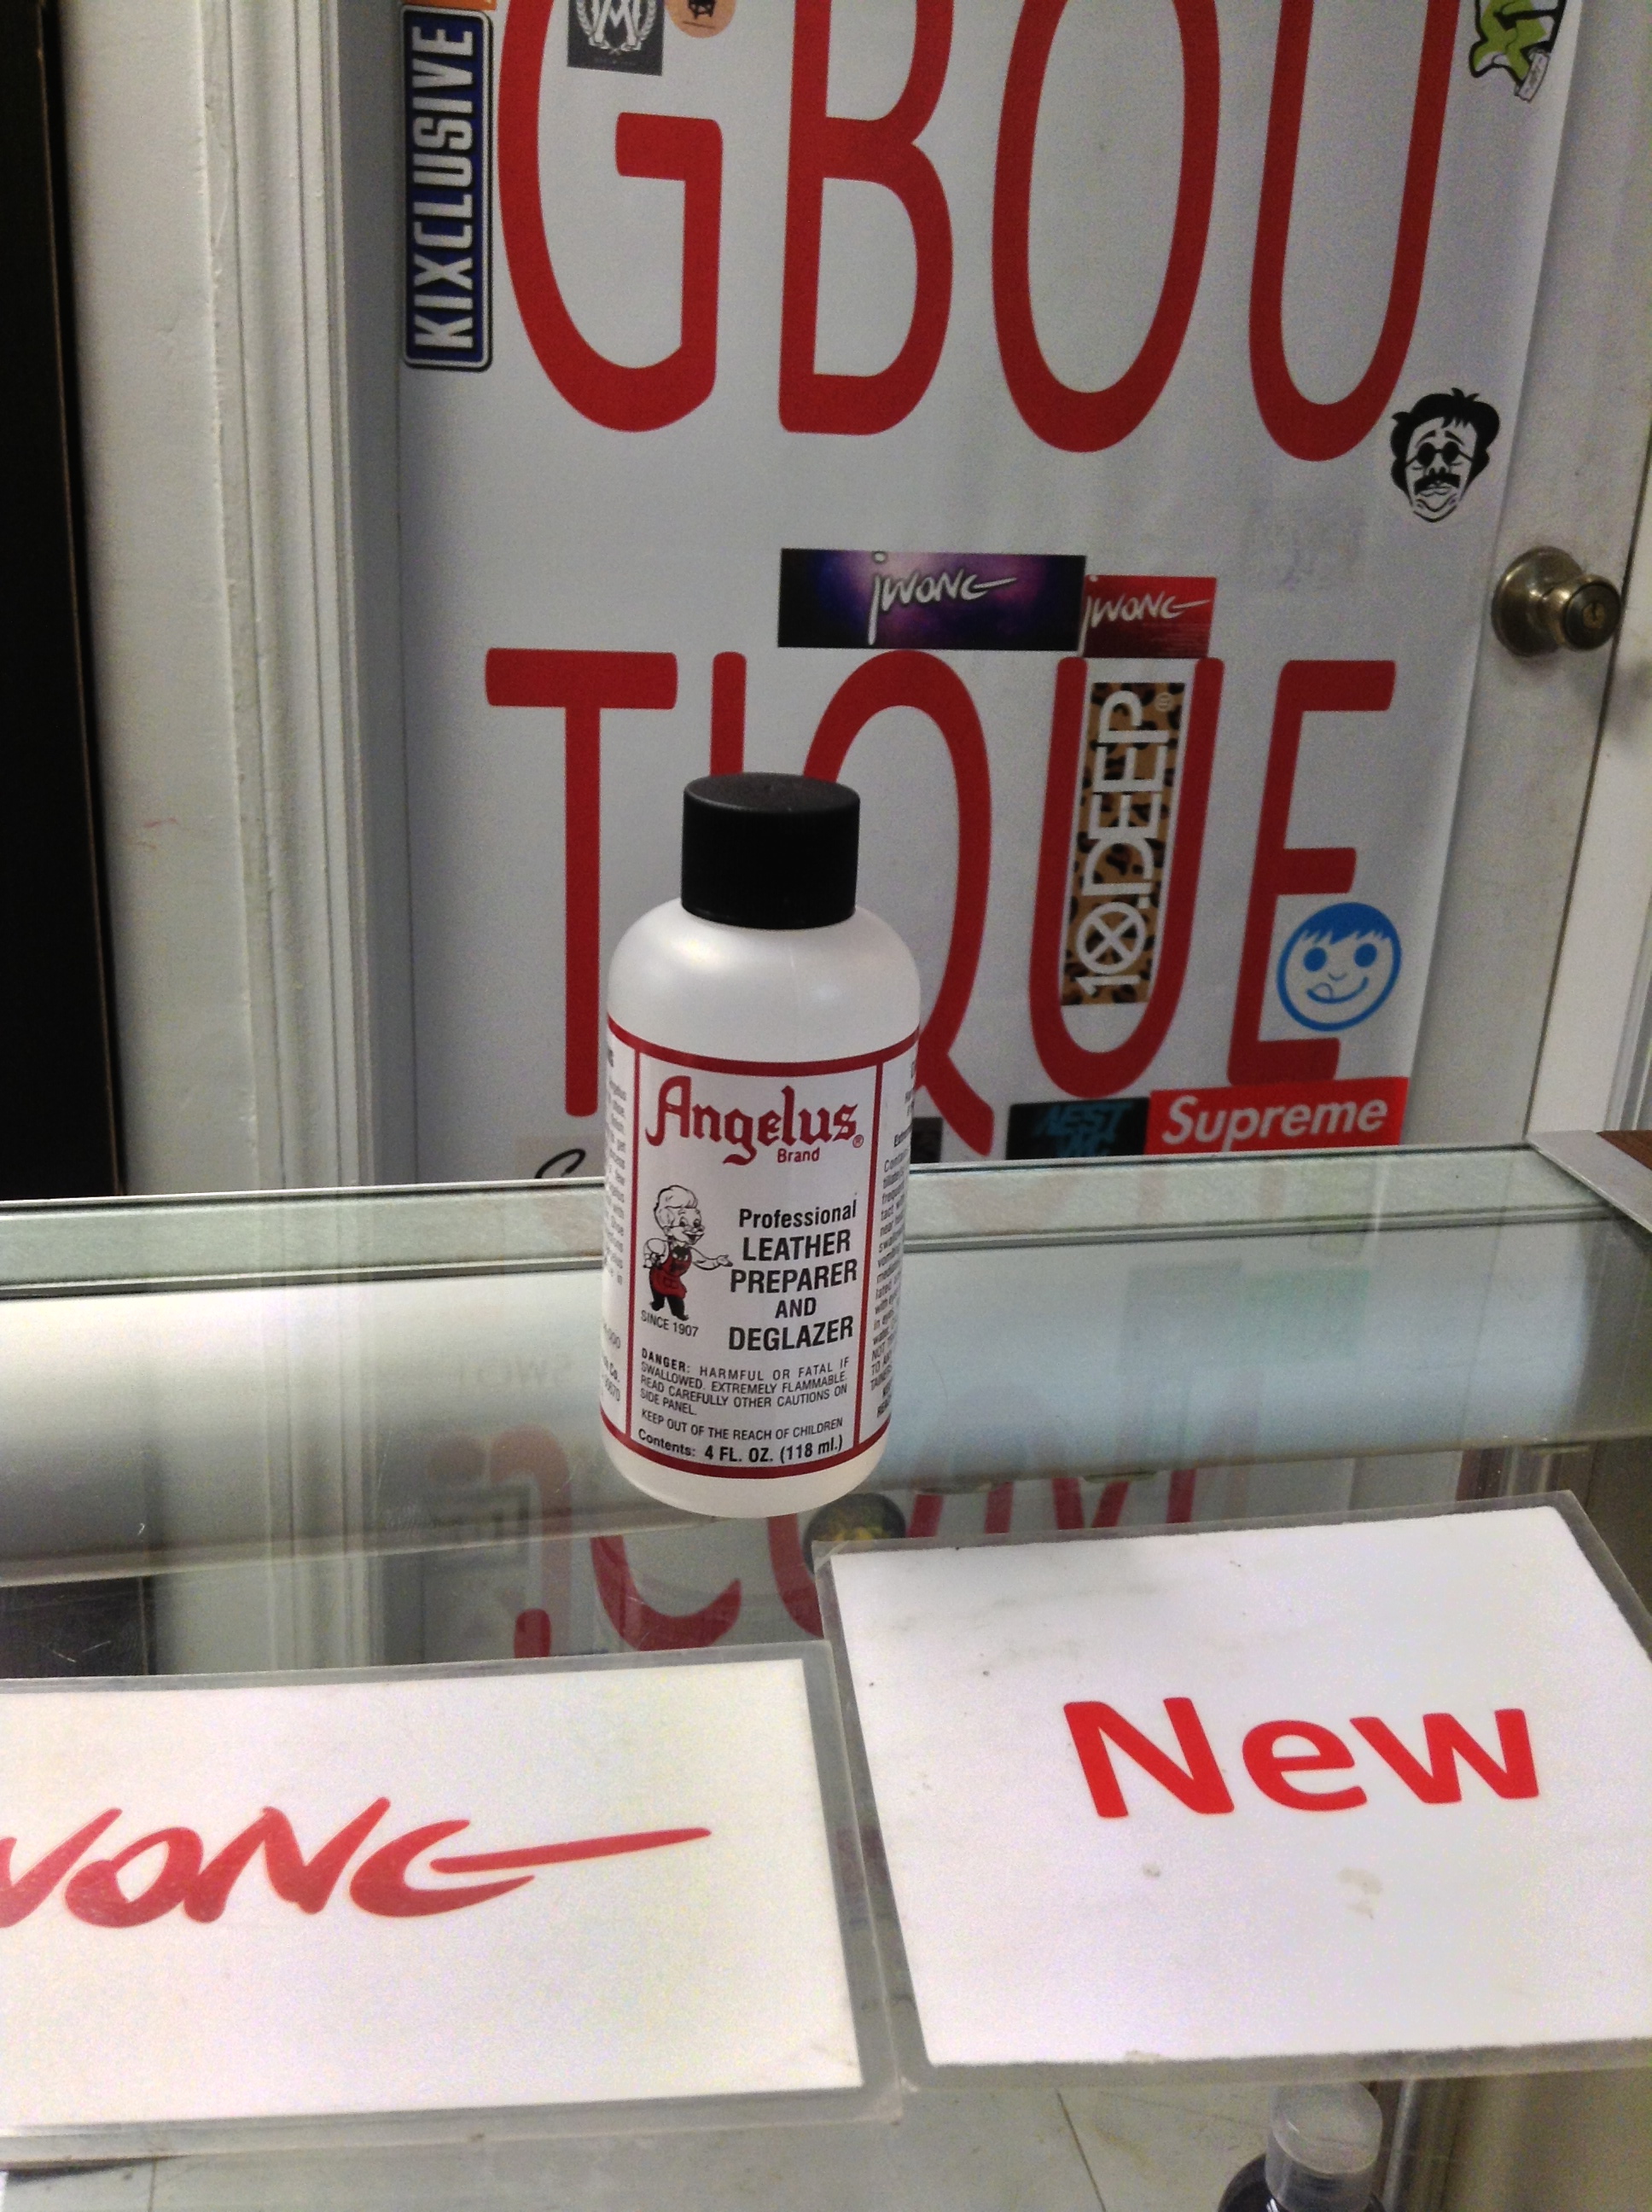 KIXCLUSIVE
GBOU
jWONG
jWONG
TIQUE
10.DEEP®
Supreme
Angelus®
Brand
Professional
LEATHER
PREPARER
AND
DEGLAZER
SINCE 1907
DANGER: HARMFUL OR FATAL IF
SWALLOWED. EXTREMELY FLAMMABLE.
READ CAREFULLY OTHER CAUTIONS ON
SIDE PANEL.
KEEP OUT OF THE REACH OF CHILDREN
Contents: 4 FL. OZ. (118 ml.)
WONG
New